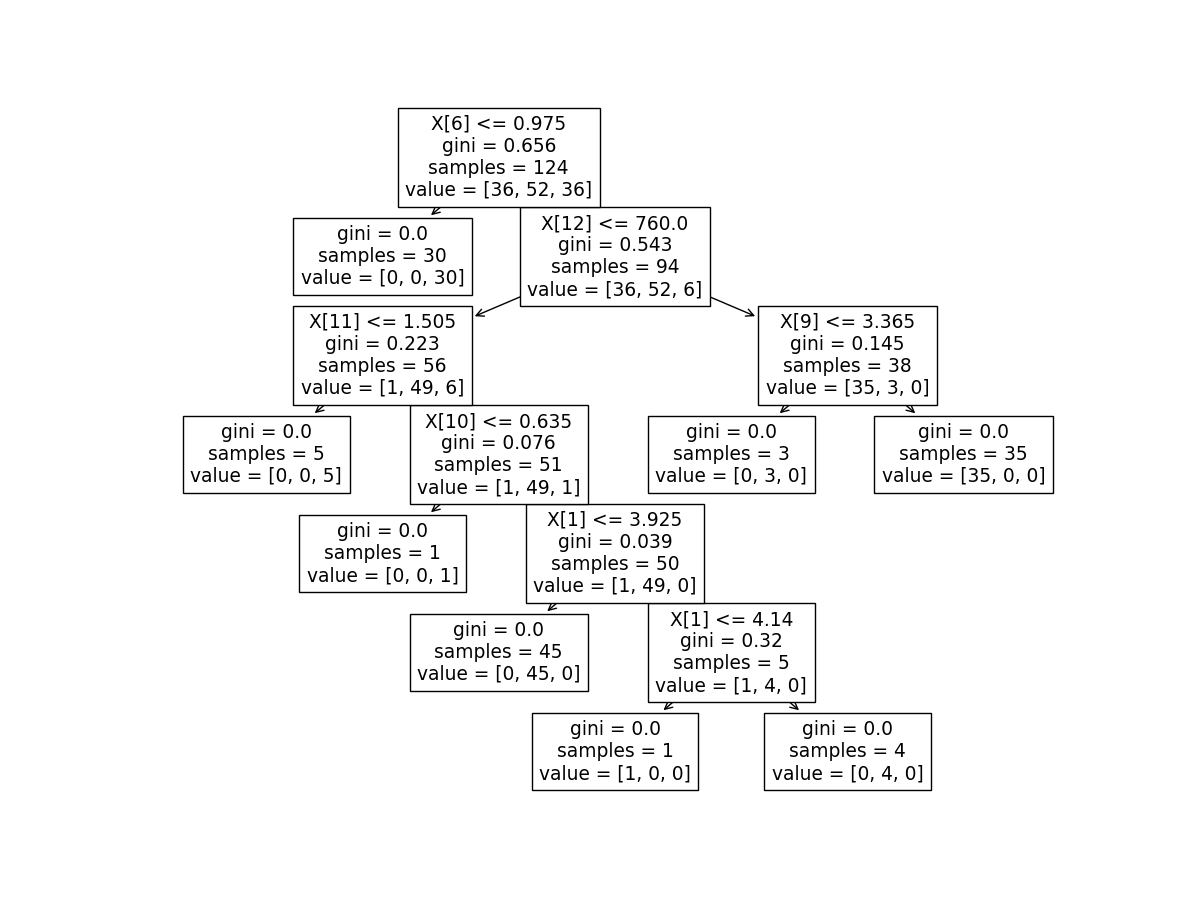 X[6] <= 0.975
gini = 0.656
samples = 124
value = [36, 52, 36]
gini = 0.0
samples = 30
value = [0, 0, 30]
X[12] <= 760.0
gini = 0.543
samples = 94
value = [36, 52, 6]
X[11] <= 1.505
gini = 0.223
samples = 56
value = [1, 49, 6]
X[9] <= 3.365
gini = 0.145
samples = 38
value = [35, 3, 0]
gini = 0.0
samples = 5
value = [0, 0, 5]
X[10] <= 0.635
gini = 0.076
samples = 51
value = [1, 49, 1]
gini = 0.0
samples = 3
value = [0, 3, 0]
gini = 0.0
samples = 35
value = [35, 0, 0]
gini = 0.0
samples = 1
value = [0, 0, 1]
X[1] <= 3.925
gini = 0.039
samples = 50
value = [1, 49, 0]
gini = 0.0
samples = 45
value = [0, 45, 0]
X[1] <= 4.14
gini = 0.32
samples = 5
value = [1, 4, 0]
gini = 0.0
samples = 1
value = [1, 0, 0]
gini = 0.0
samples = 4
value = [0, 4, 0]